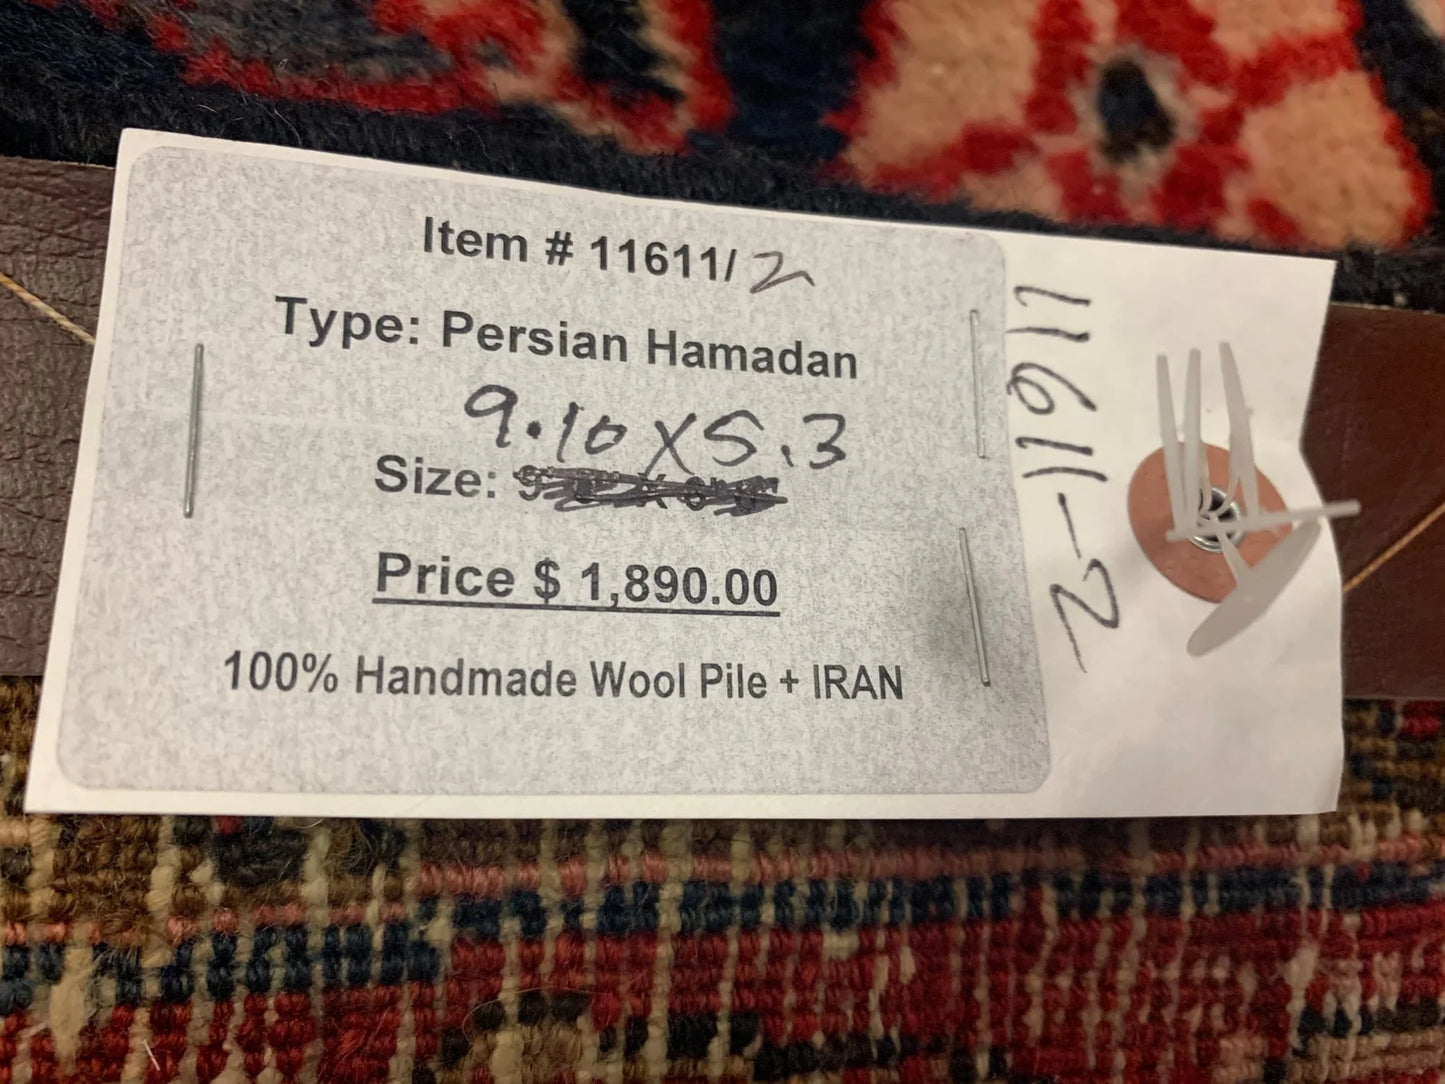 Item # 11611/2
Type: Persian Hamadan
9.10 X 5.3
Size:
Price $ 1,890.00
100% Handmade Wool Pile + IRAN
11611-2